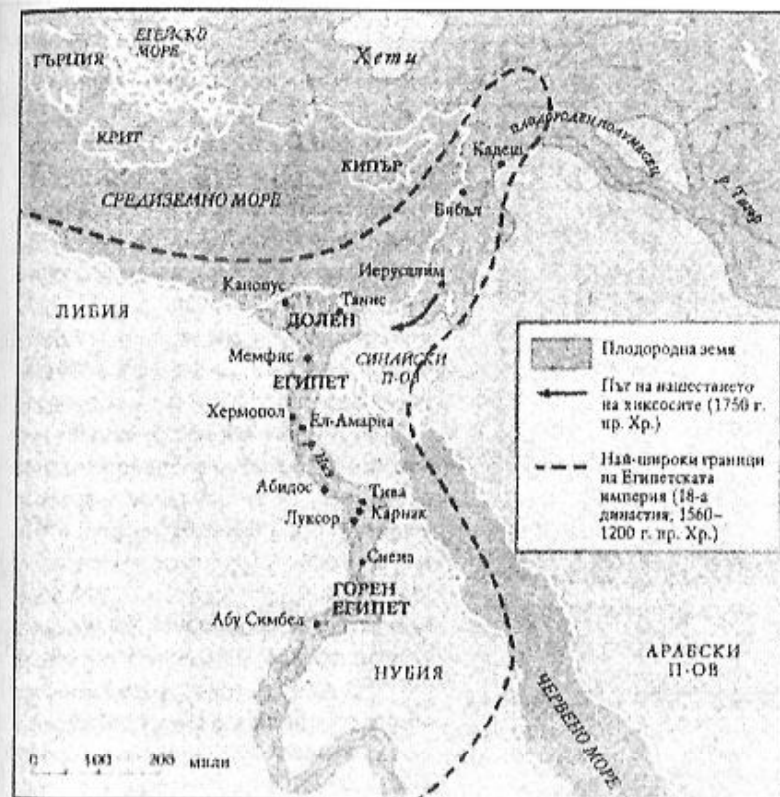 ЕГЕЙСКО
МОРЕ
ГЪРЦИЯ
Хети
КРИТ
КИПЪР
ПЛОДОРОДЕН ПОЛУМЕСЕЦ
Кадеш
р. Тигър
Библ
СРЕДИЗЕМНО МОРЕ
Йерусалим
Канопус
Танис
ЛИБИЯ
ДОЛЕН
ЕГИПЕТ
Мемфис
СИНАЙСКИ
П-ОВ
Хермопол
Ел-Амарна
Нил
Абидос
Тива
Карнак
Луксор
ГОРЕН
ЕГИПЕТ
Абу Симбел
НУБИЯ
АРАБСКИ
П-ОВ
ЧЕРВЕНО МОРЕ
0 100 200 мили
Плодородна земя
Път на нашествието
на хиксосите (1750 г.
пр. Хр.)
Най-широки граници
на Египетската
империя (18-а
династия, 1560–
1200 г. пр. Хр.)